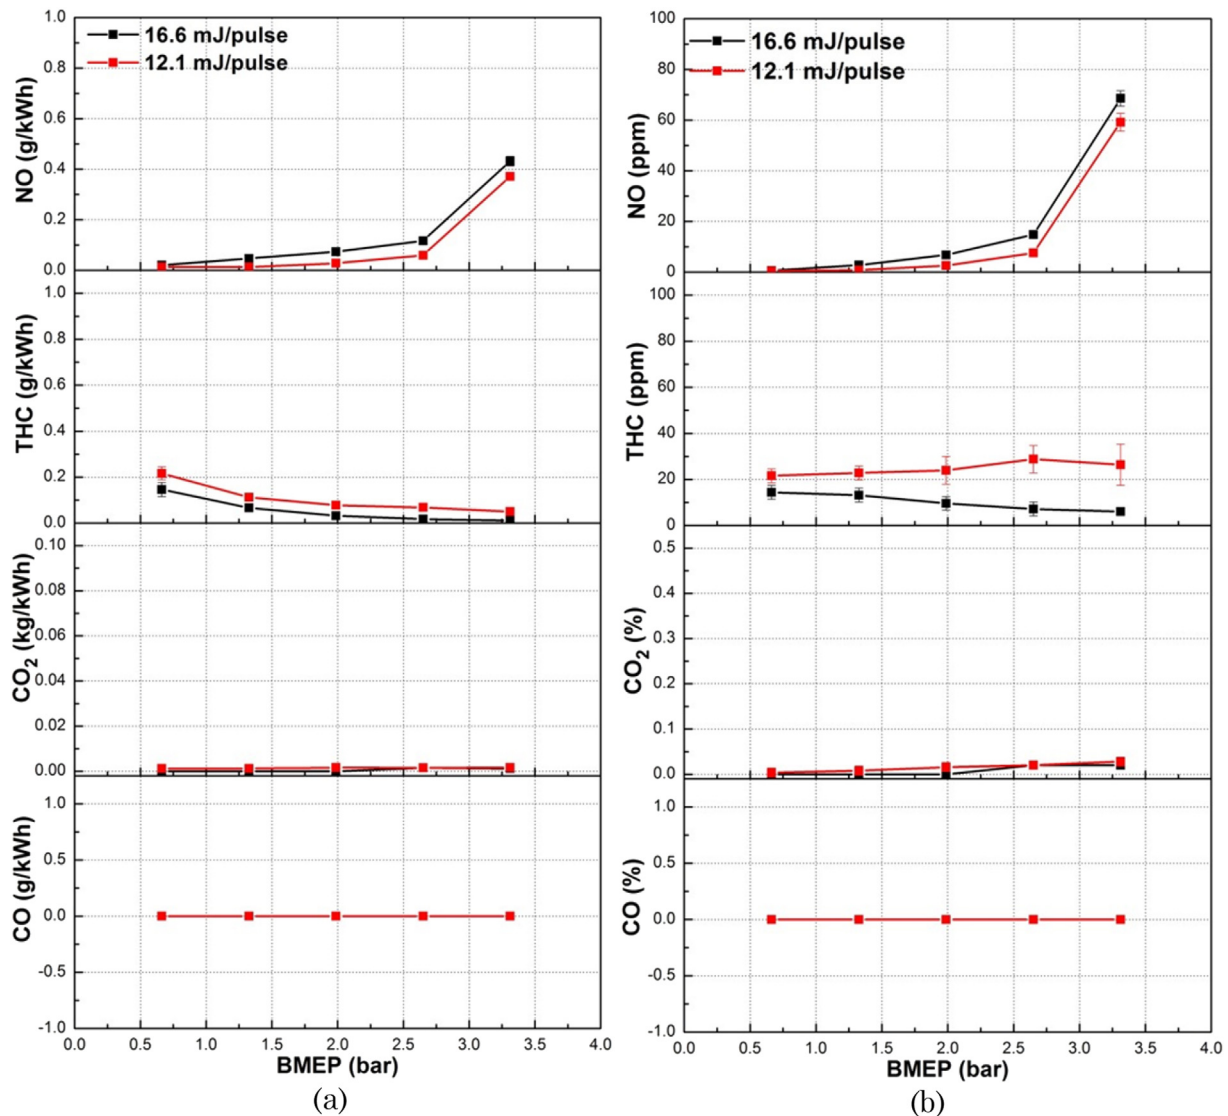 16.6 mJ/pulse
12.1 mJ/pulse
NO (g/kWh)
1.0
0.8
0.6
0.4
0.2
0.0
THC (g/kWh)
1.0
0.8
0.6
0.4
0.2
0.0
CO2 (kg/kWh)
0.10
0.08
0.06
0.04
0.02
0.00
CO (g/kWh)
1.0
0.5
0.0
-0.5
-1.0
0.0 0.5 1.0 1.5 2.0 2.5 3.0 3.5 4.0
BMEP (bar)
(a)
16.6 mJ/pulse
12.1 mJ/pulse
NO (ppm)
100
80
60
40
20
0
THC (ppm)
100
80
60
40
20
0
CO2 (%)
0.5
0.4
0.3
0.2
0.1
0.0
CO (%)
1.0
0.5
0.0
-0.5
-1.0
0.0 0.5 1.0 1.5 2.0 2.5 3.0 3.5 4.0
BMEP (bar)
(b)